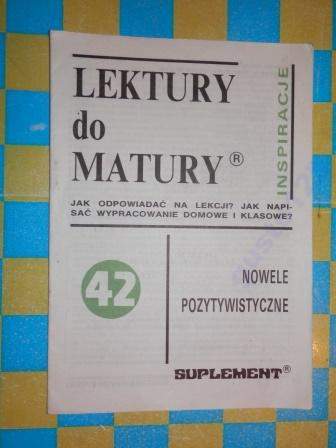 LEKTURY
do
MATURY®
INSPIRACJE
JAK ODPOWIADAĆ NA LEKCJI? JAK NAPI-
SAĆ WYPRACOWANIE DOMOWE I KLASOWE?
42
NOWELE
POZYTYWISTYCZNE
SUPLEMENT®